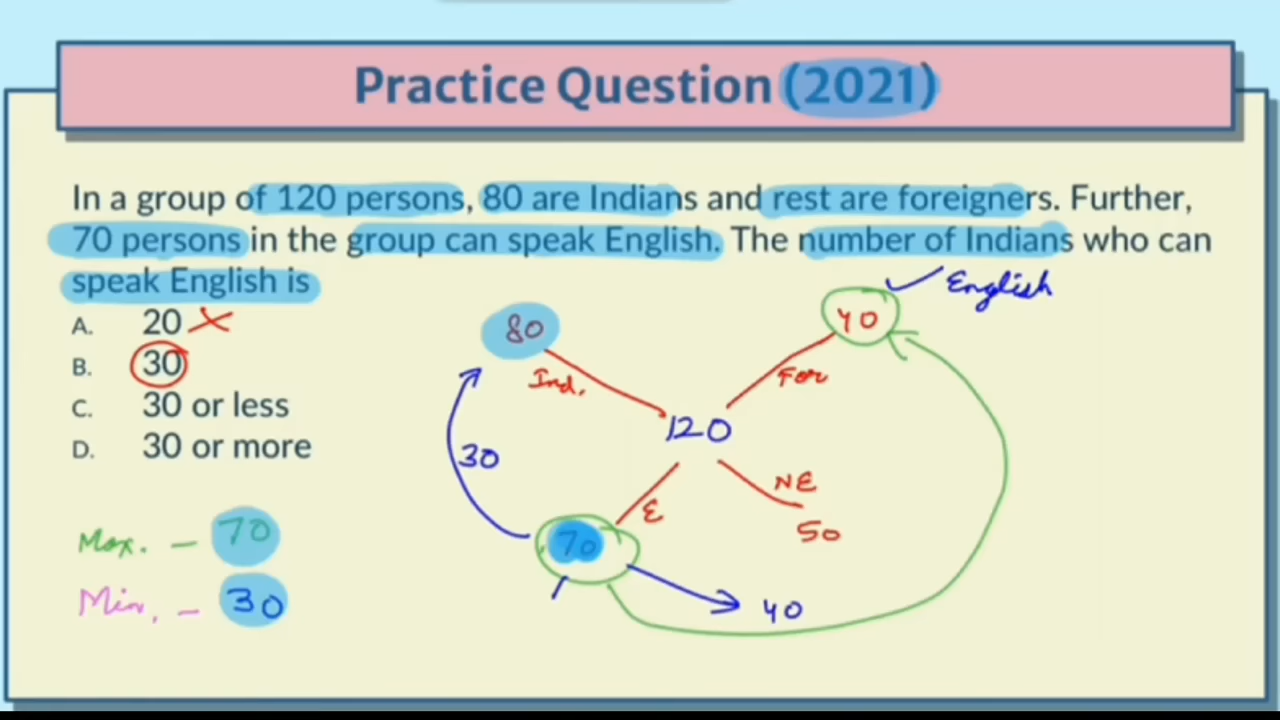 Practice Question (2021)
In a group of 120 persons, 80 are Indians and rest are foreigners. Further,
70 persons in the group can speak English. The number of Indians who can
speak English is
A. 20
B. 30
C. 30 or less
D. 30 or more
English
80
40
Ind.
For
120
30
E
NE
50
70
40
Max. - 70
Min. - 30